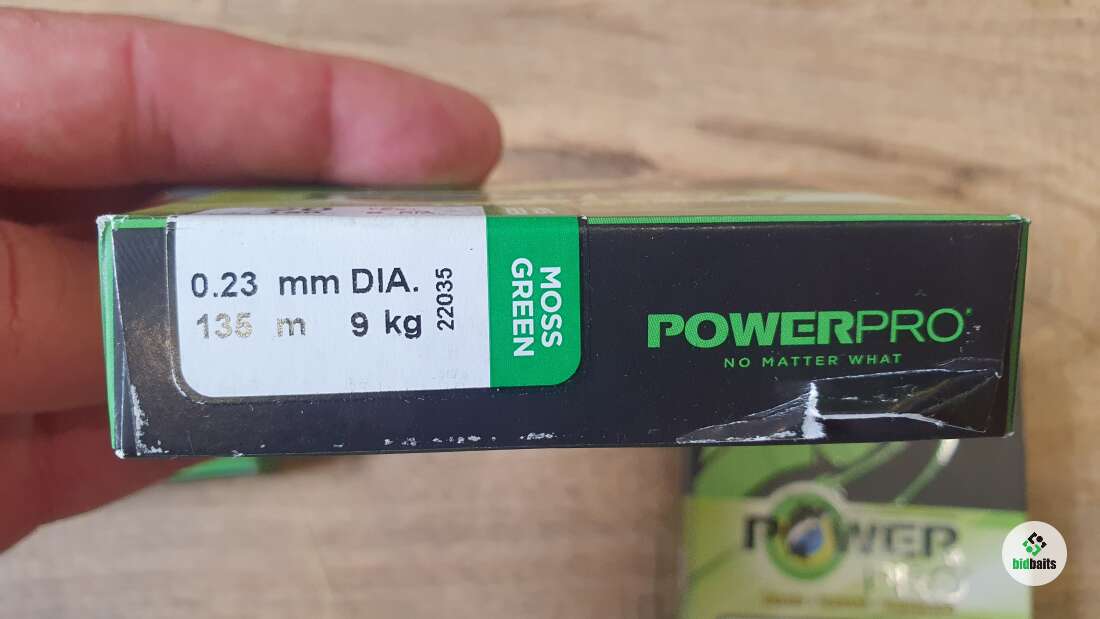 0.23 mm DIA.
135 m 9 kg
22035
MOSS
GREEN
POWERPRO
NO MATTER WHAT
POWER
PRO
bidbaits